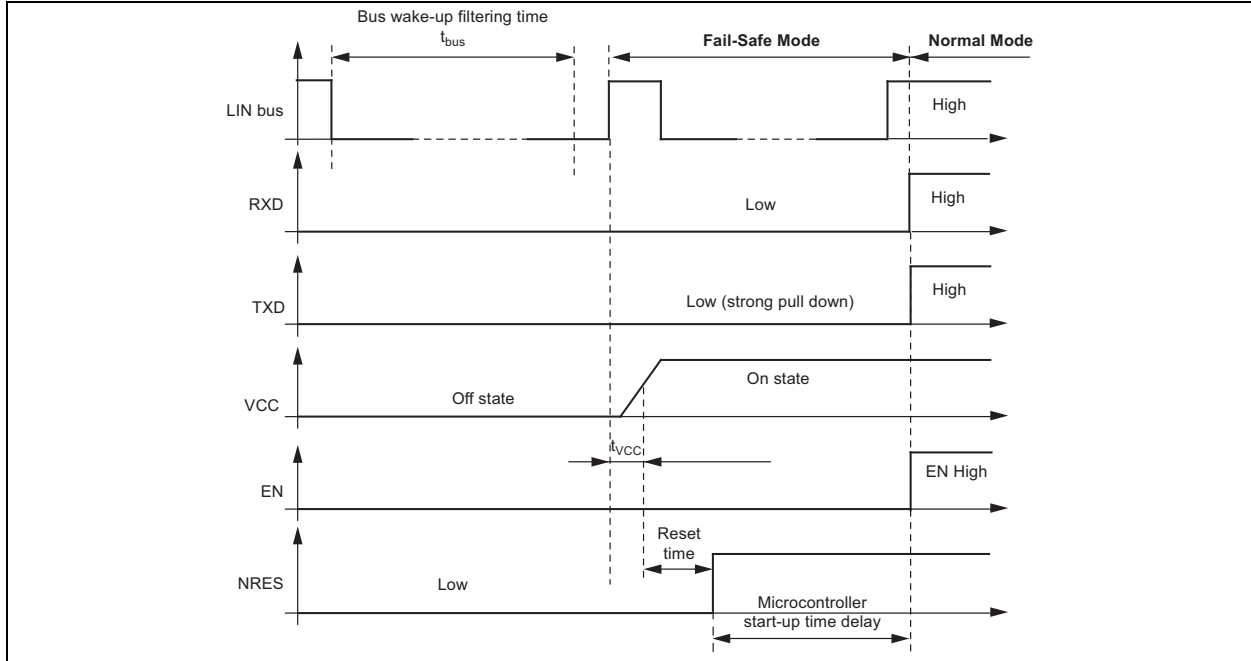 Bus wake-up filtering time
tbus
Fail-Safe Mode
Normal Mode
LIN bus
High
RXD
Low
High
TXD
Low (strong pull down)
High
VCC
Off state
On state
tVCC
EN
EN High
Reset
time
NRES
Low
Microcontroller
start-up time delay